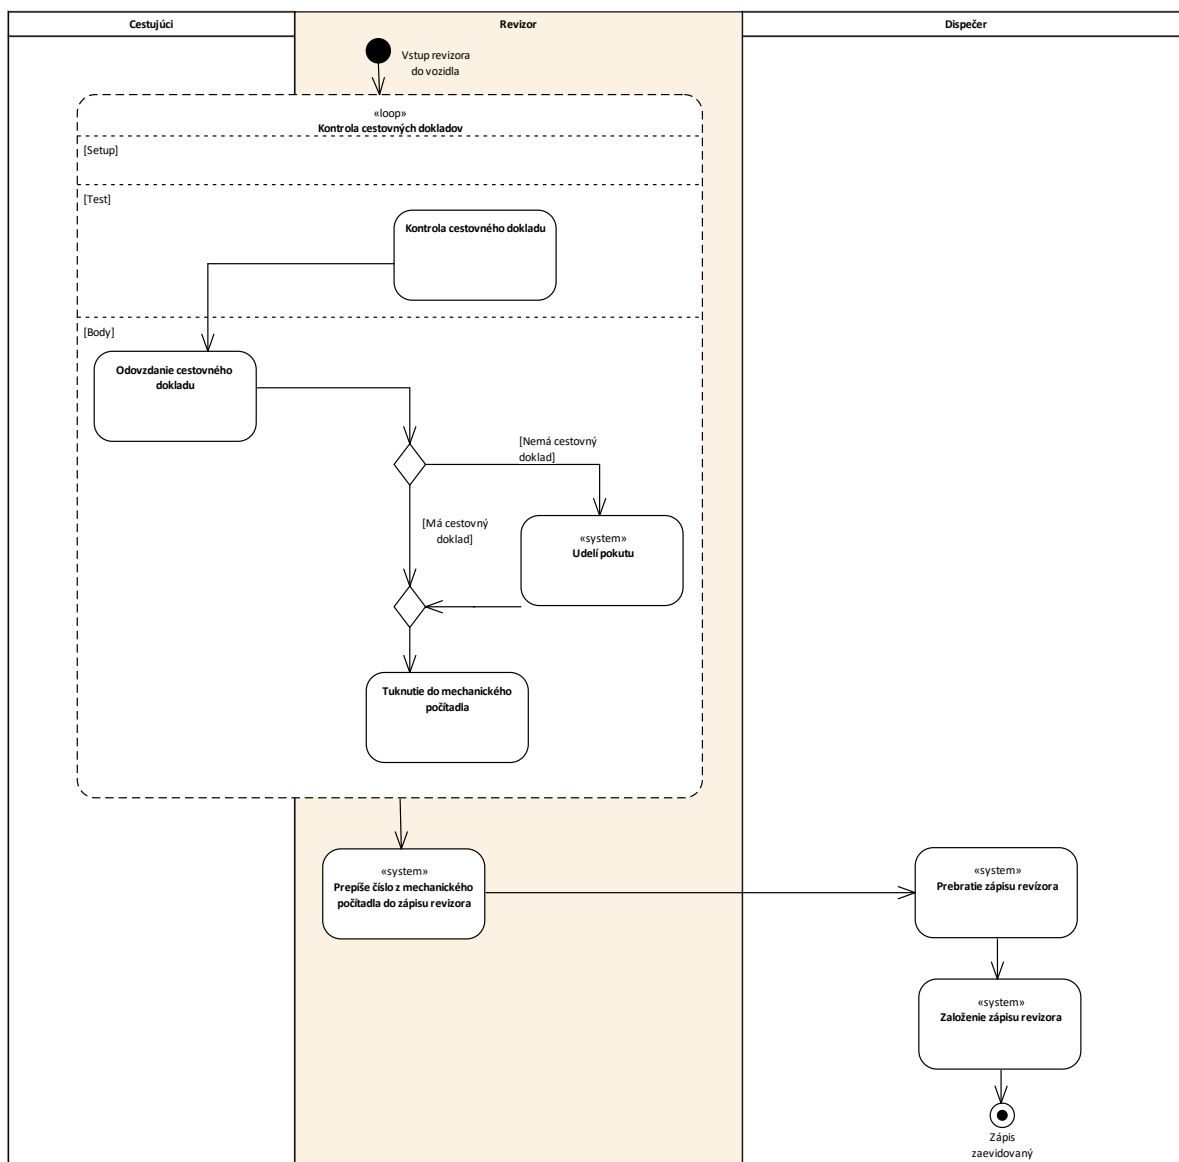 Cestujúci
Revizor
Dispečer
Vstup revizora
do vozidla
«loop»
Kontrola cestovných dokladov
[Setup]
[Test]
Kontrola cestovného dokladu
[Body]
Odovzdanie cestovného
dokladu
[Nemá cestovný
doklad]
[Má cestovný
doklad]
«system»
Udelí pokutu
Tuknutie do mechanického
počítadla
«system»
Prepíše číslo z mechanického
počítadla do zápisu revizora
«system»
Prebratie zápisu revízora
«system»
Založenie zápisu revizora
Zápis
zaevidovaný